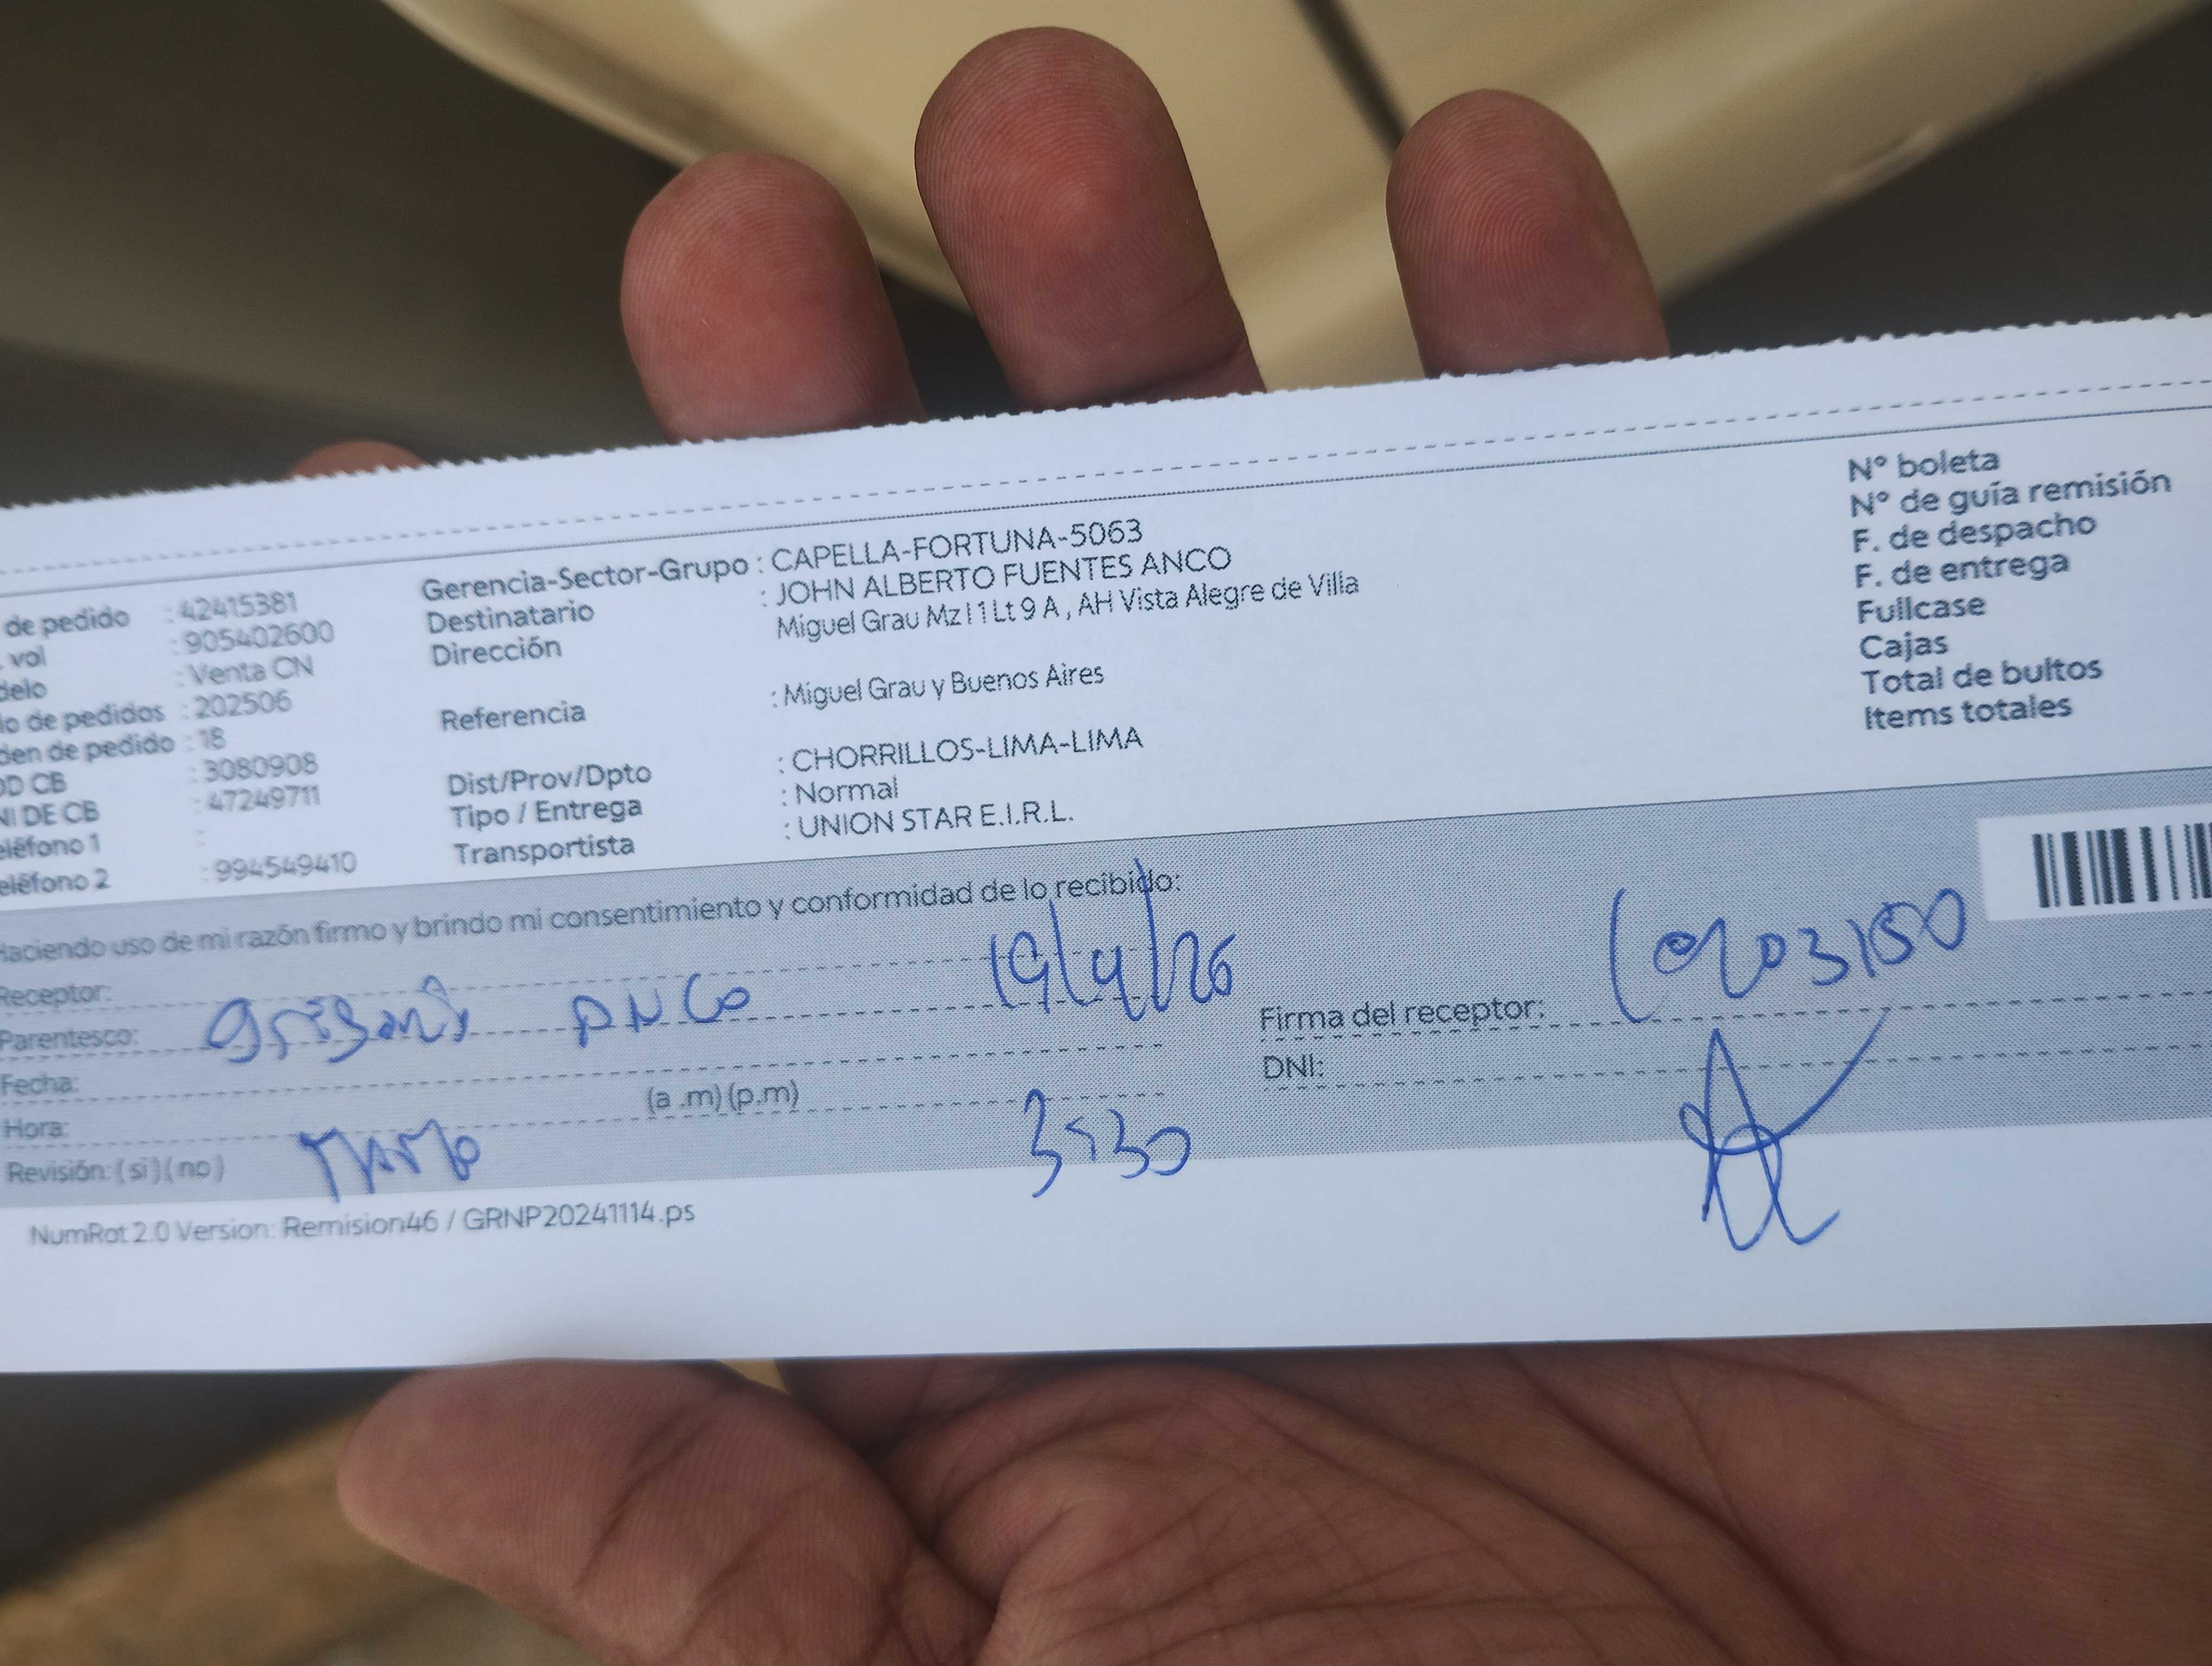 de pedido : 42415381
vol : 905402600
delo : Venta CN
o de pedidos : 202506
den de pedido : 18
OD CB : 3080908
NI DE CB : 47249711
eléfono 1 :
eléfono 2 : 994549410
Gerencia-Sector-Grupo : CAPELLA-FORTUNA-5063
Destinatario : JOHN ALBERTO FUENTES ANCO
Dirección Miguel Grau Mz I 1 Lt 9 A , AH Vista Alegre de Villa
Referencia : Miguel Grau y Buenos Aires
Dist/Prov/Dpto : CHORRILLOS-LIMA-LIMA
Tipo / Entrega : Normal
Transportista : UNION STAR E.I.R.L.
N° boleta
N° de guía remisión
F. de despacho
F. de entrega
Fullcase
Cajas
Total de bultos
Items totales
Haciendo uso de mi razón firmo y brindo mi consentimiento y conformidad de lo recibido:
Receptor:
Parentesco: ANCO
Fecha:
Hora: (a .m) (p.m)
Revisión: ( si ) ( no ) 3:30
Firma del receptor:
DNI:
NumRot 2.0 Version: Remision46 / GRNP20241114.ps